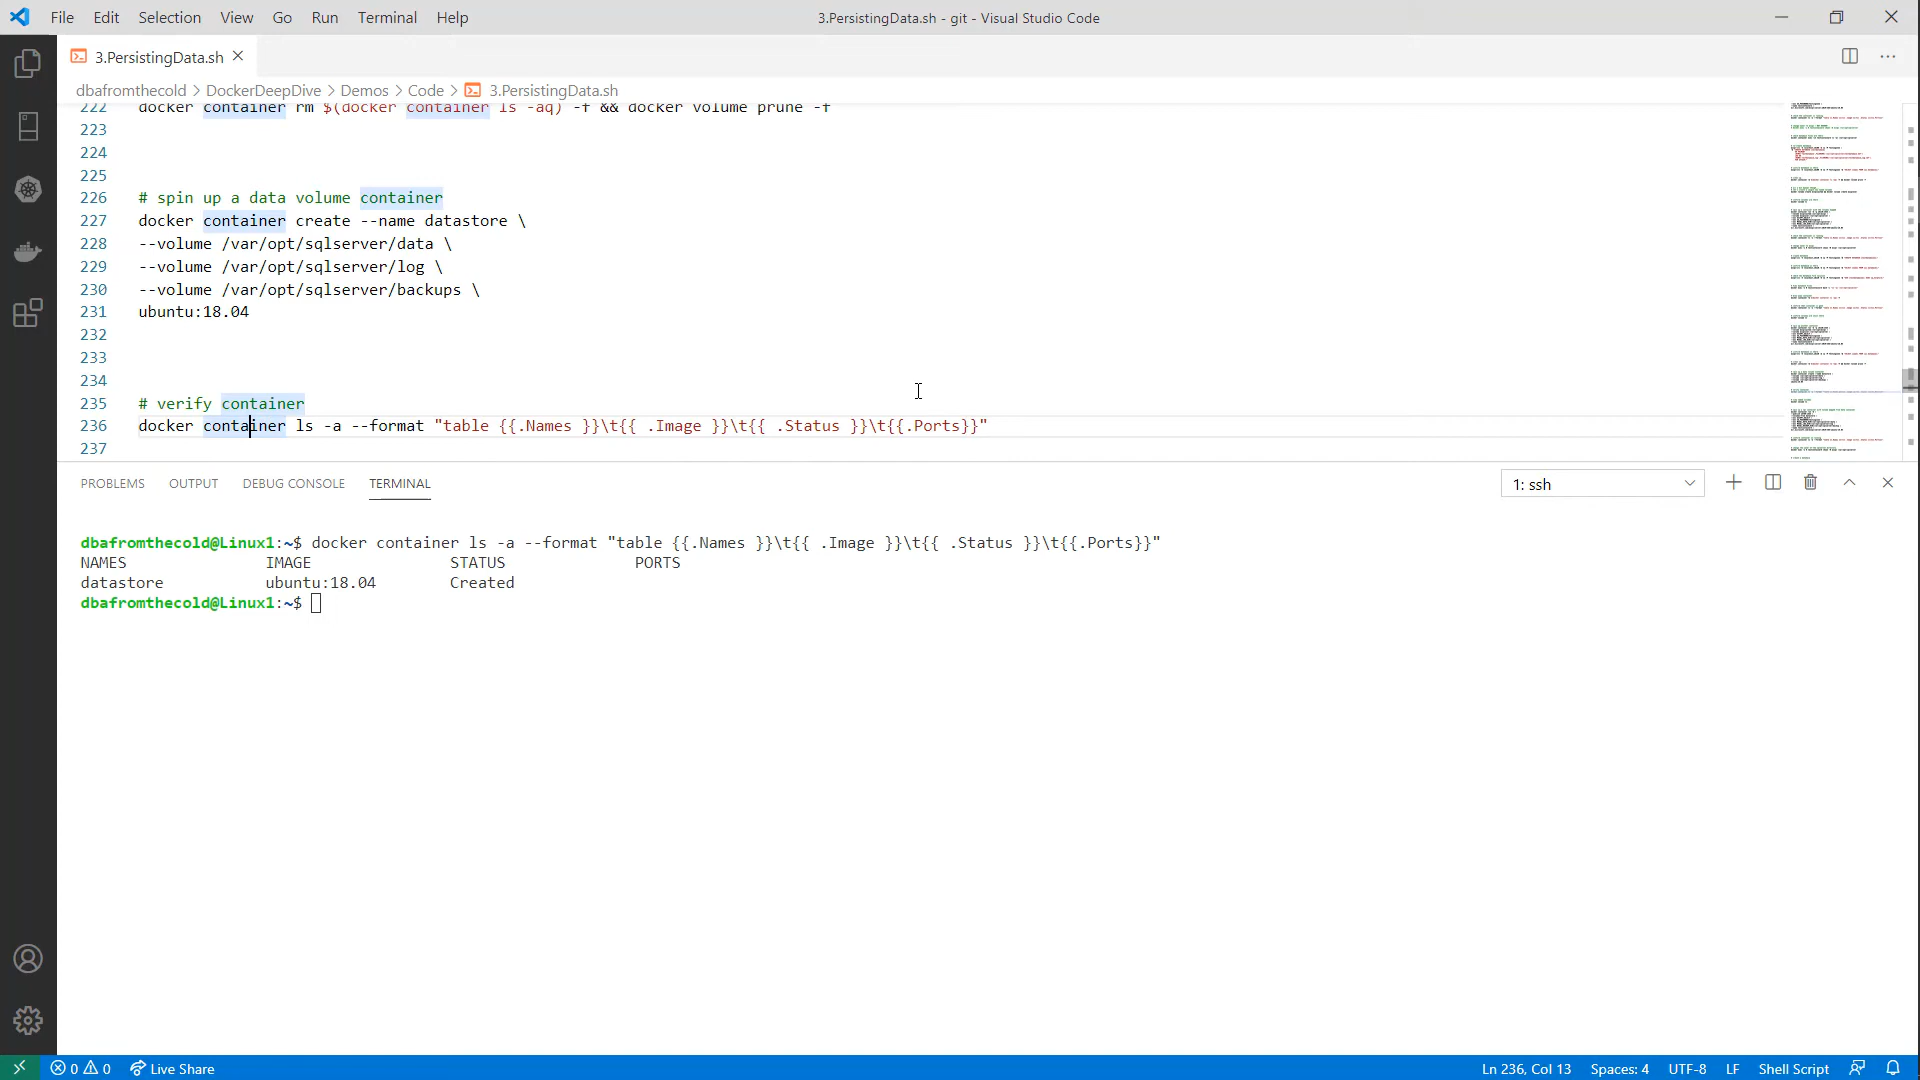 File Edit Selection View Go Run Terminal Help
3.PersistingData.sh - git - Visual Studio Code
3.PersistingData.sh
dbafromthecold > DockerDeepDive > Demos > Code > 3.PersistingData.sh
222 docker container rm $(docker container ls -aq) -f && docker volume prune -f
223
224
225
226 # spin up a data volume container
227 docker container create --name datastore \
228 --volume /var/opt/sqlserver/data \
229 --volume /var/opt/sqlserver/log \
230 --volume /var/opt/sqlserver/backups \
231 ubuntu:18.04
232
233
234
235 # verify container
236 docker container ls -a --format "table {{.Names }}\t{{ .Image }}\t{{ .Status }}\t{{.Ports}}"
237
PROBLEMS OUTPUT DEBUG CONSOLE TERMINAL
1: ssh
dbafromthecold@Linux1:~$ docker container ls -a --format "table {{.Names }}\t{{ .Image }}\t{{ .Status }}\t{{.Ports}}"
NAMES IMAGE STATUS PORTS
datastore ubuntu:18.04 Created
dbafromthecold@Linux1:~$
0 0 Live Share
Ln 236, Col 13 Spaces: 4 UTF-8 LF Shell Script